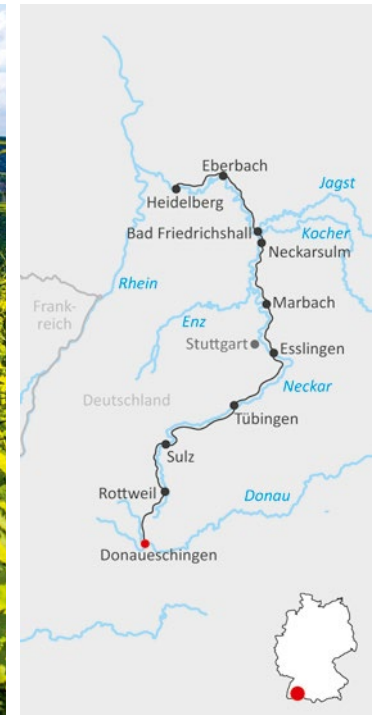 Eberbach
Jagst
Heidelberg
Kocher
Bad Friedrichshall
Neckarsulm
Rhein
Frank-
reich
Marbach
Enz
Stuttgart
Esslingen
Neckar
Deutschland
Tübingen
Sulz
Rottweil
Donau
Donaueschingen